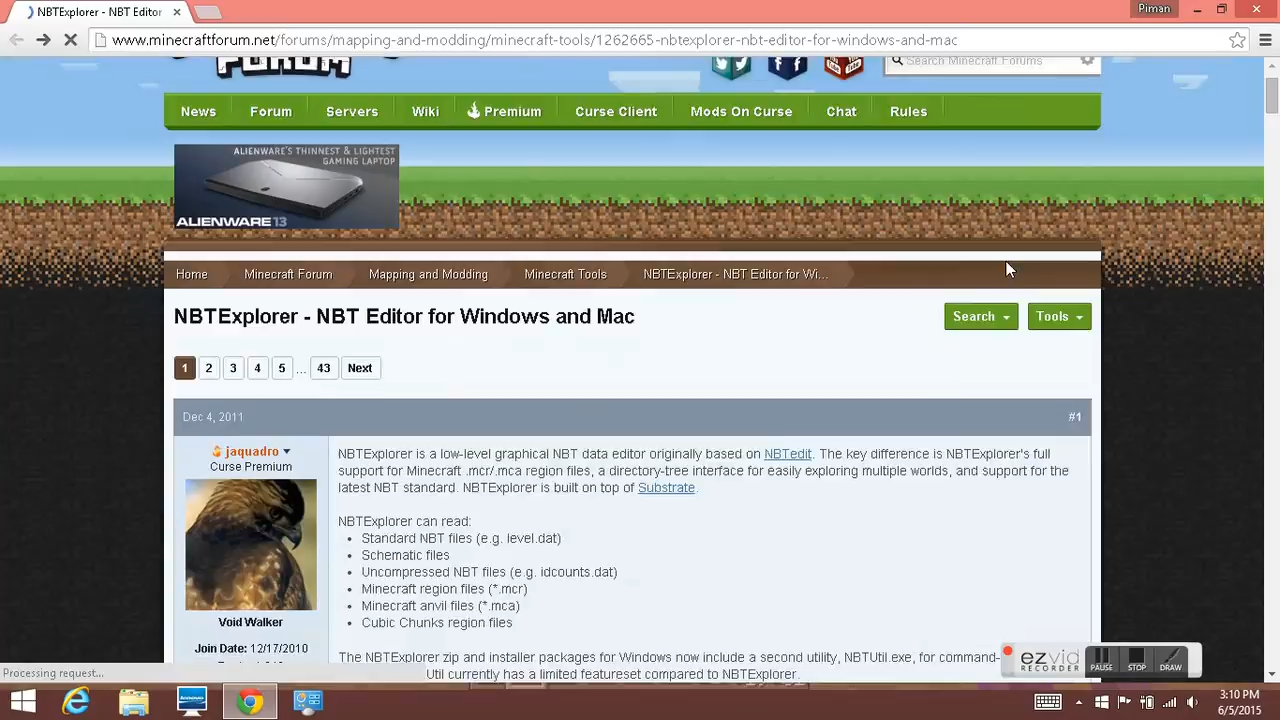 NBTExplorer - NBT Editor
Piman
www.minecraftforum.net/forums/mapping-and-modding/minecraft-tools/1262665-nbtexplorer-nbt-editor-for-windows-and-mac
FORUM
Search Minecraft Forums
News Forum Servers Wiki Premium Curse Client Mods On Curse Chat Rules
ALIENWARE'S THINNEST & LIGHTEST
GAMING LAPTOP
ALIENWARE 13
Home Minecraft Forum Mapping and Modding Minecraft Tools NBTExplorer - NBT Editor for Wi...
NBTExplorer - NBT Editor for Windows and Mac
Search Tools
1 2 3 4 5 ... 43 Next
Dec 4, 2011 #1
jaquadro
Curse Premium
Void Walker
Join Date: 12/17/2010
NBTExplorer is a low-level graphical NBT data editor originally based on NBTedit. The key difference is NBTExplorer's full
support for Minecraft .mcr/.mca region files, a directory-tree interface for easily exploring multiple worlds, and support for the
latest NBT standard. NBTExplorer is built on top of Substrate.
NBTExplorer can read:
• Standard NBT files (e.g. level.dat)
• Schematic files
• Uncompressed NBT files (e.g. idcounts.dat)
• Minecraft region files (*.mcr)
• Minecraft anvil files (*.mca)
• Cubic Chunks region files
The NBTExplorer zip and installer packages for Windows now include a second utility, NBTUtil.exe, for command-
Util currently has a limited featureset compared to NBTExplorer.
ezvid
RECORDER
PAUSE STOP DRAW
Processing request...
lenovo
3:10 PM
6/5/2015